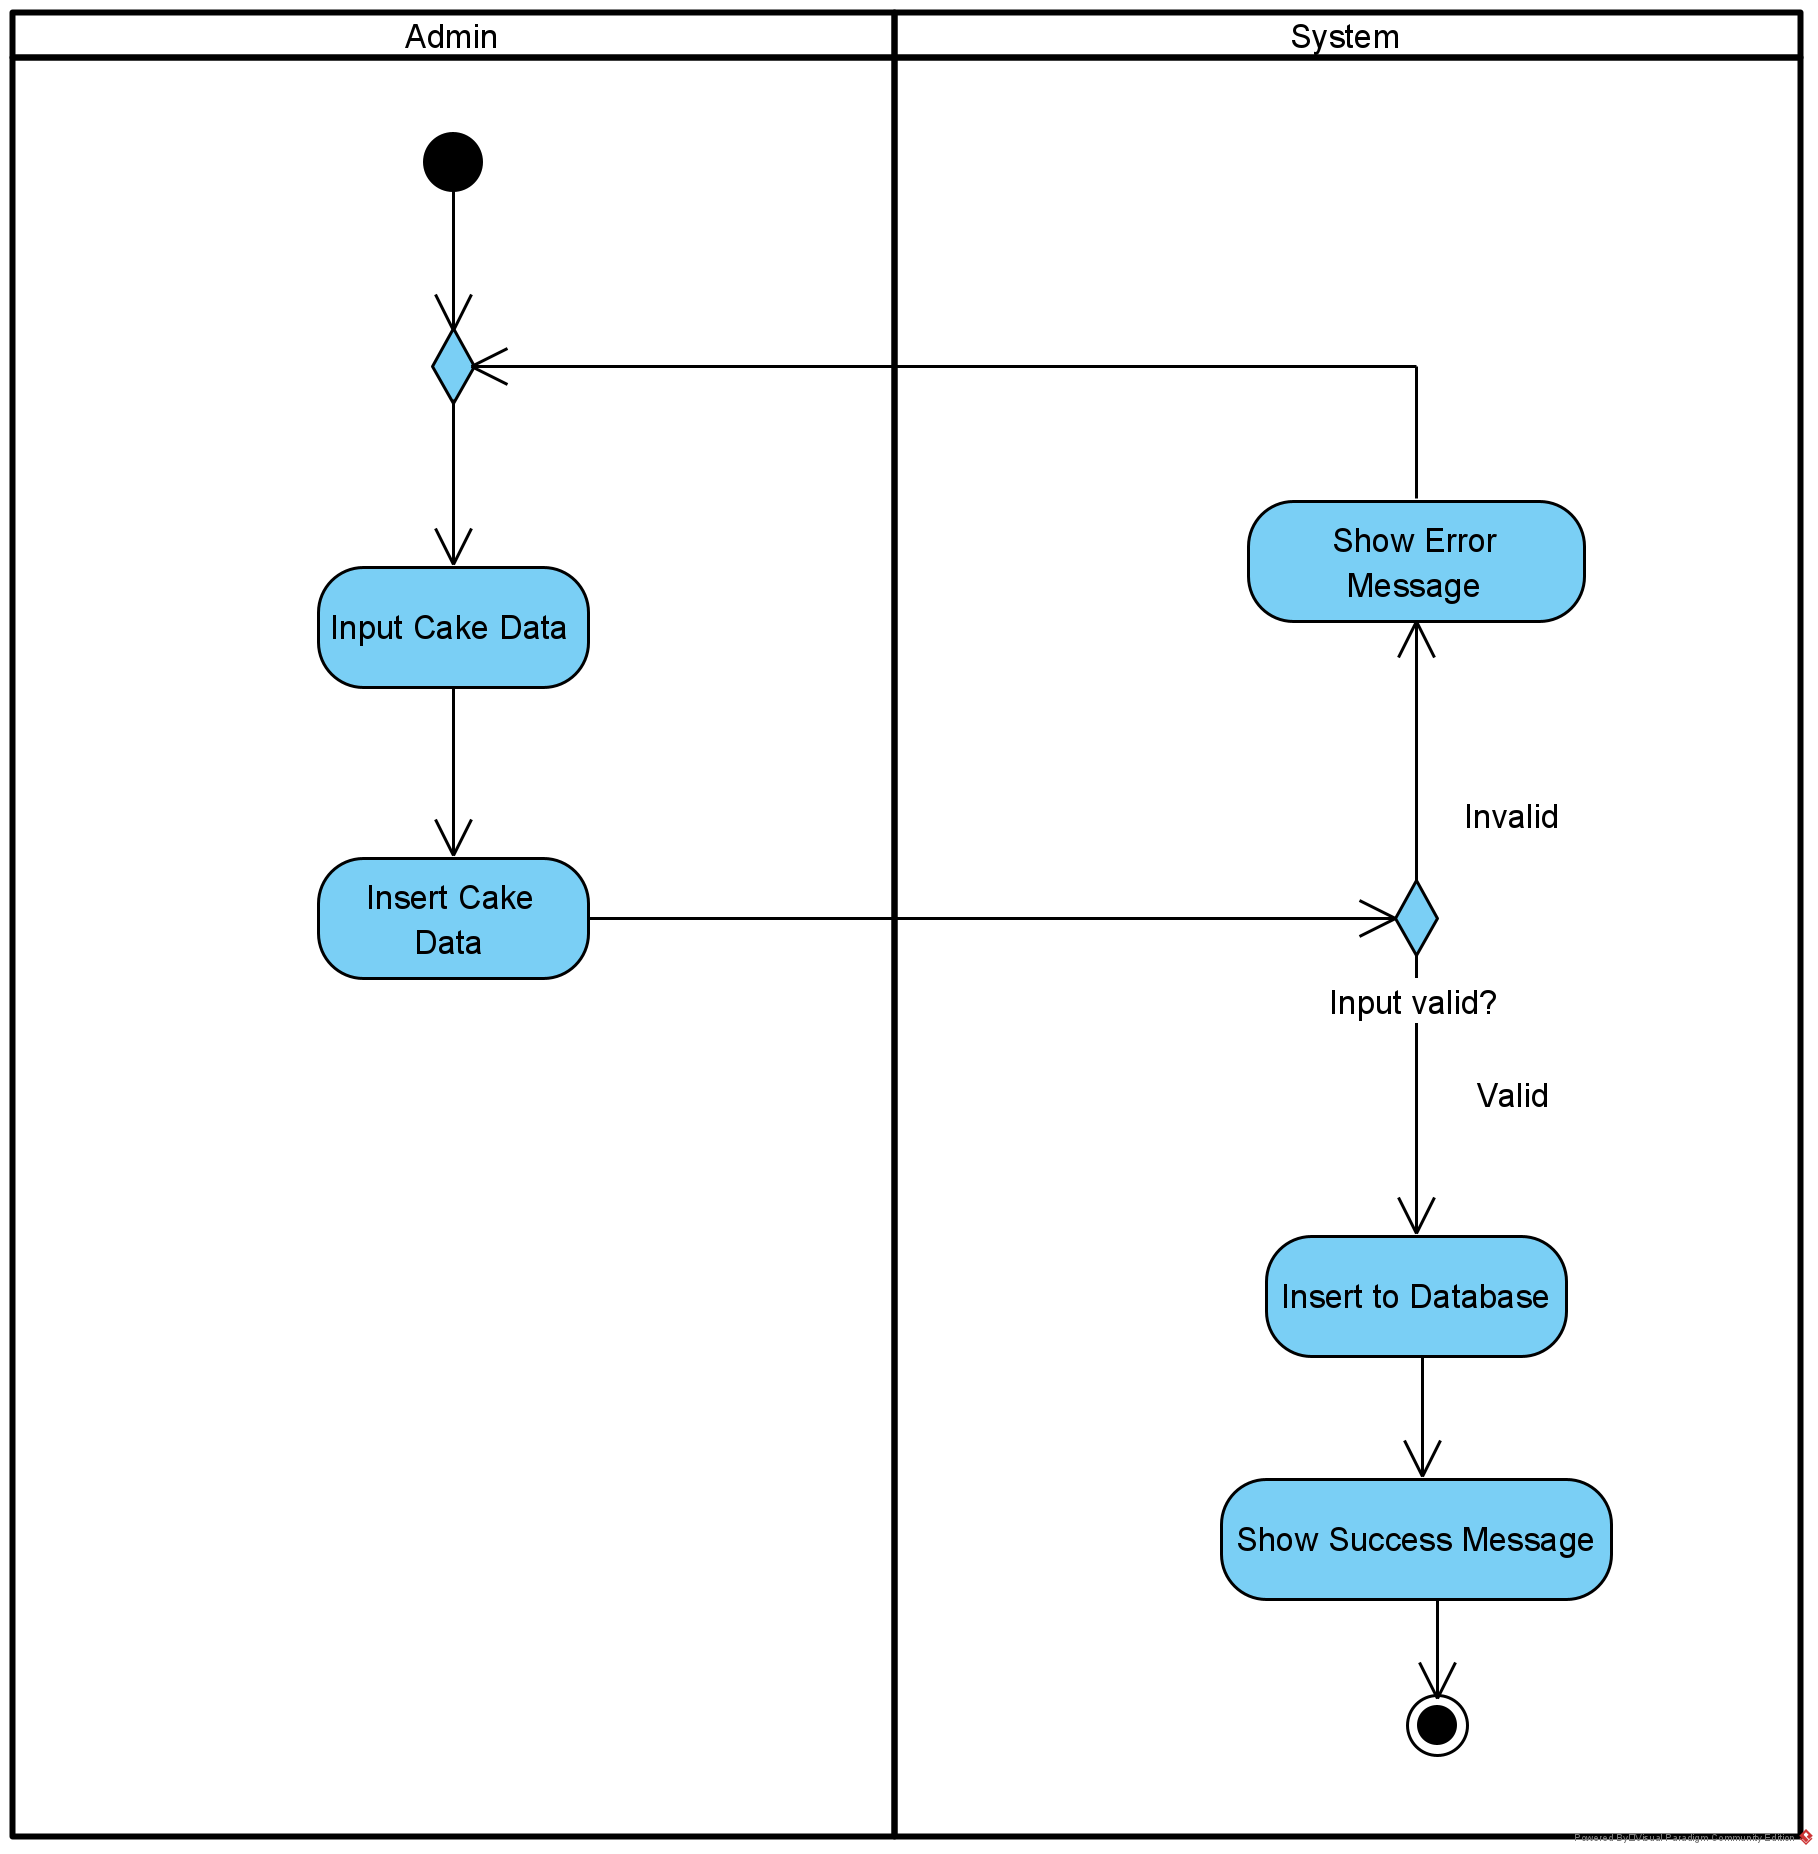 Admin
System
Show Error
Message
Input Cake Data
Invalid
Insert Cake
Data
Input valid?
Valid
Insert to Database
Show Success Message
Powered By Visual Paradigm Community Edition